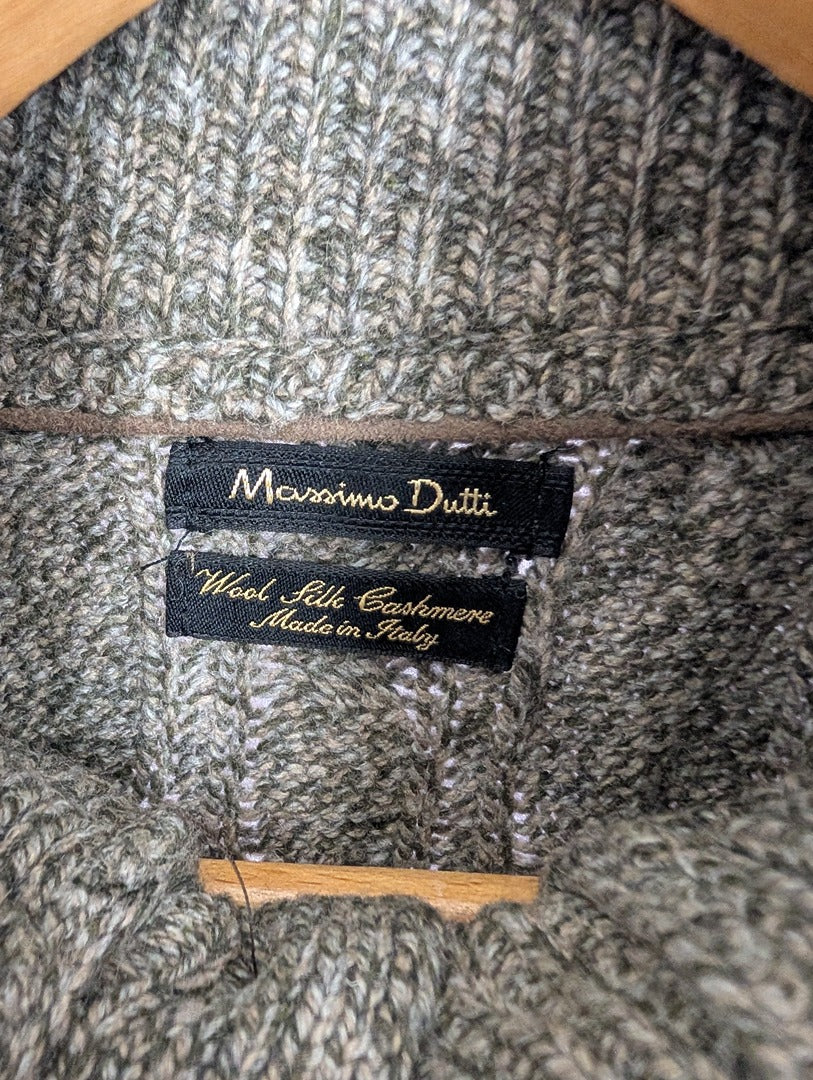 Massimo Dutti
Wool Silk Cashmere
Made in Italy